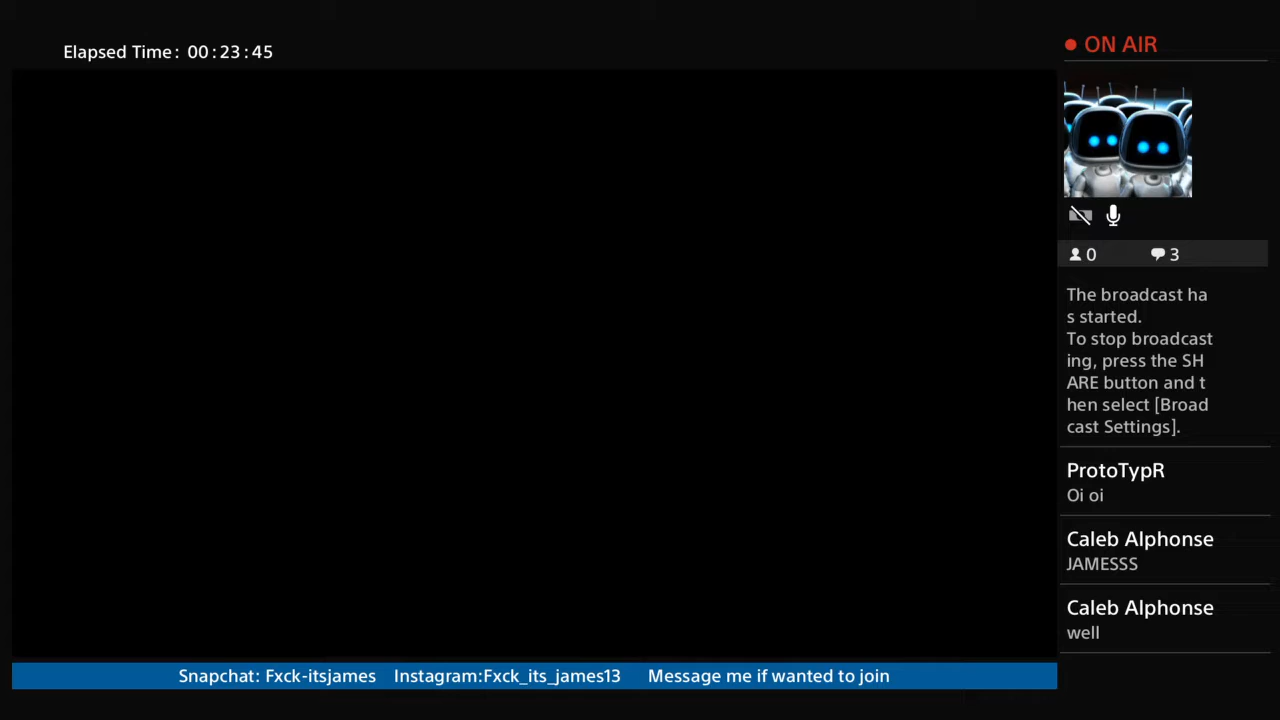 Elapsed Time: 00:23:45
ON AIR
0 3
The broadcast ha
s started.
To stop broadcast
ing, press the SH
ARE button and t
hen select [Broad
cast Settings].
ProtoTypR
Oi oi
Caleb Alphonse
JAMESSS
Caleb Alphonse
well
Snapchat: Fxck-itsjames Instagram:Fxck_its_james13 Message me if wanted to join